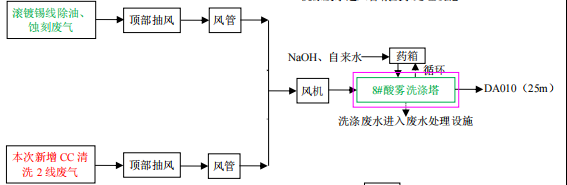 滚镀锡线除油、
蚀刻废气
顶部抽风
风管
NaOH、自来水
药箱
循环
风机
8#酸雾洗涤塔
DA010（25m）
洗涤废水进入废水处理设施
本次新增 CC 清
洗 2 线废气
顶部抽风
风管